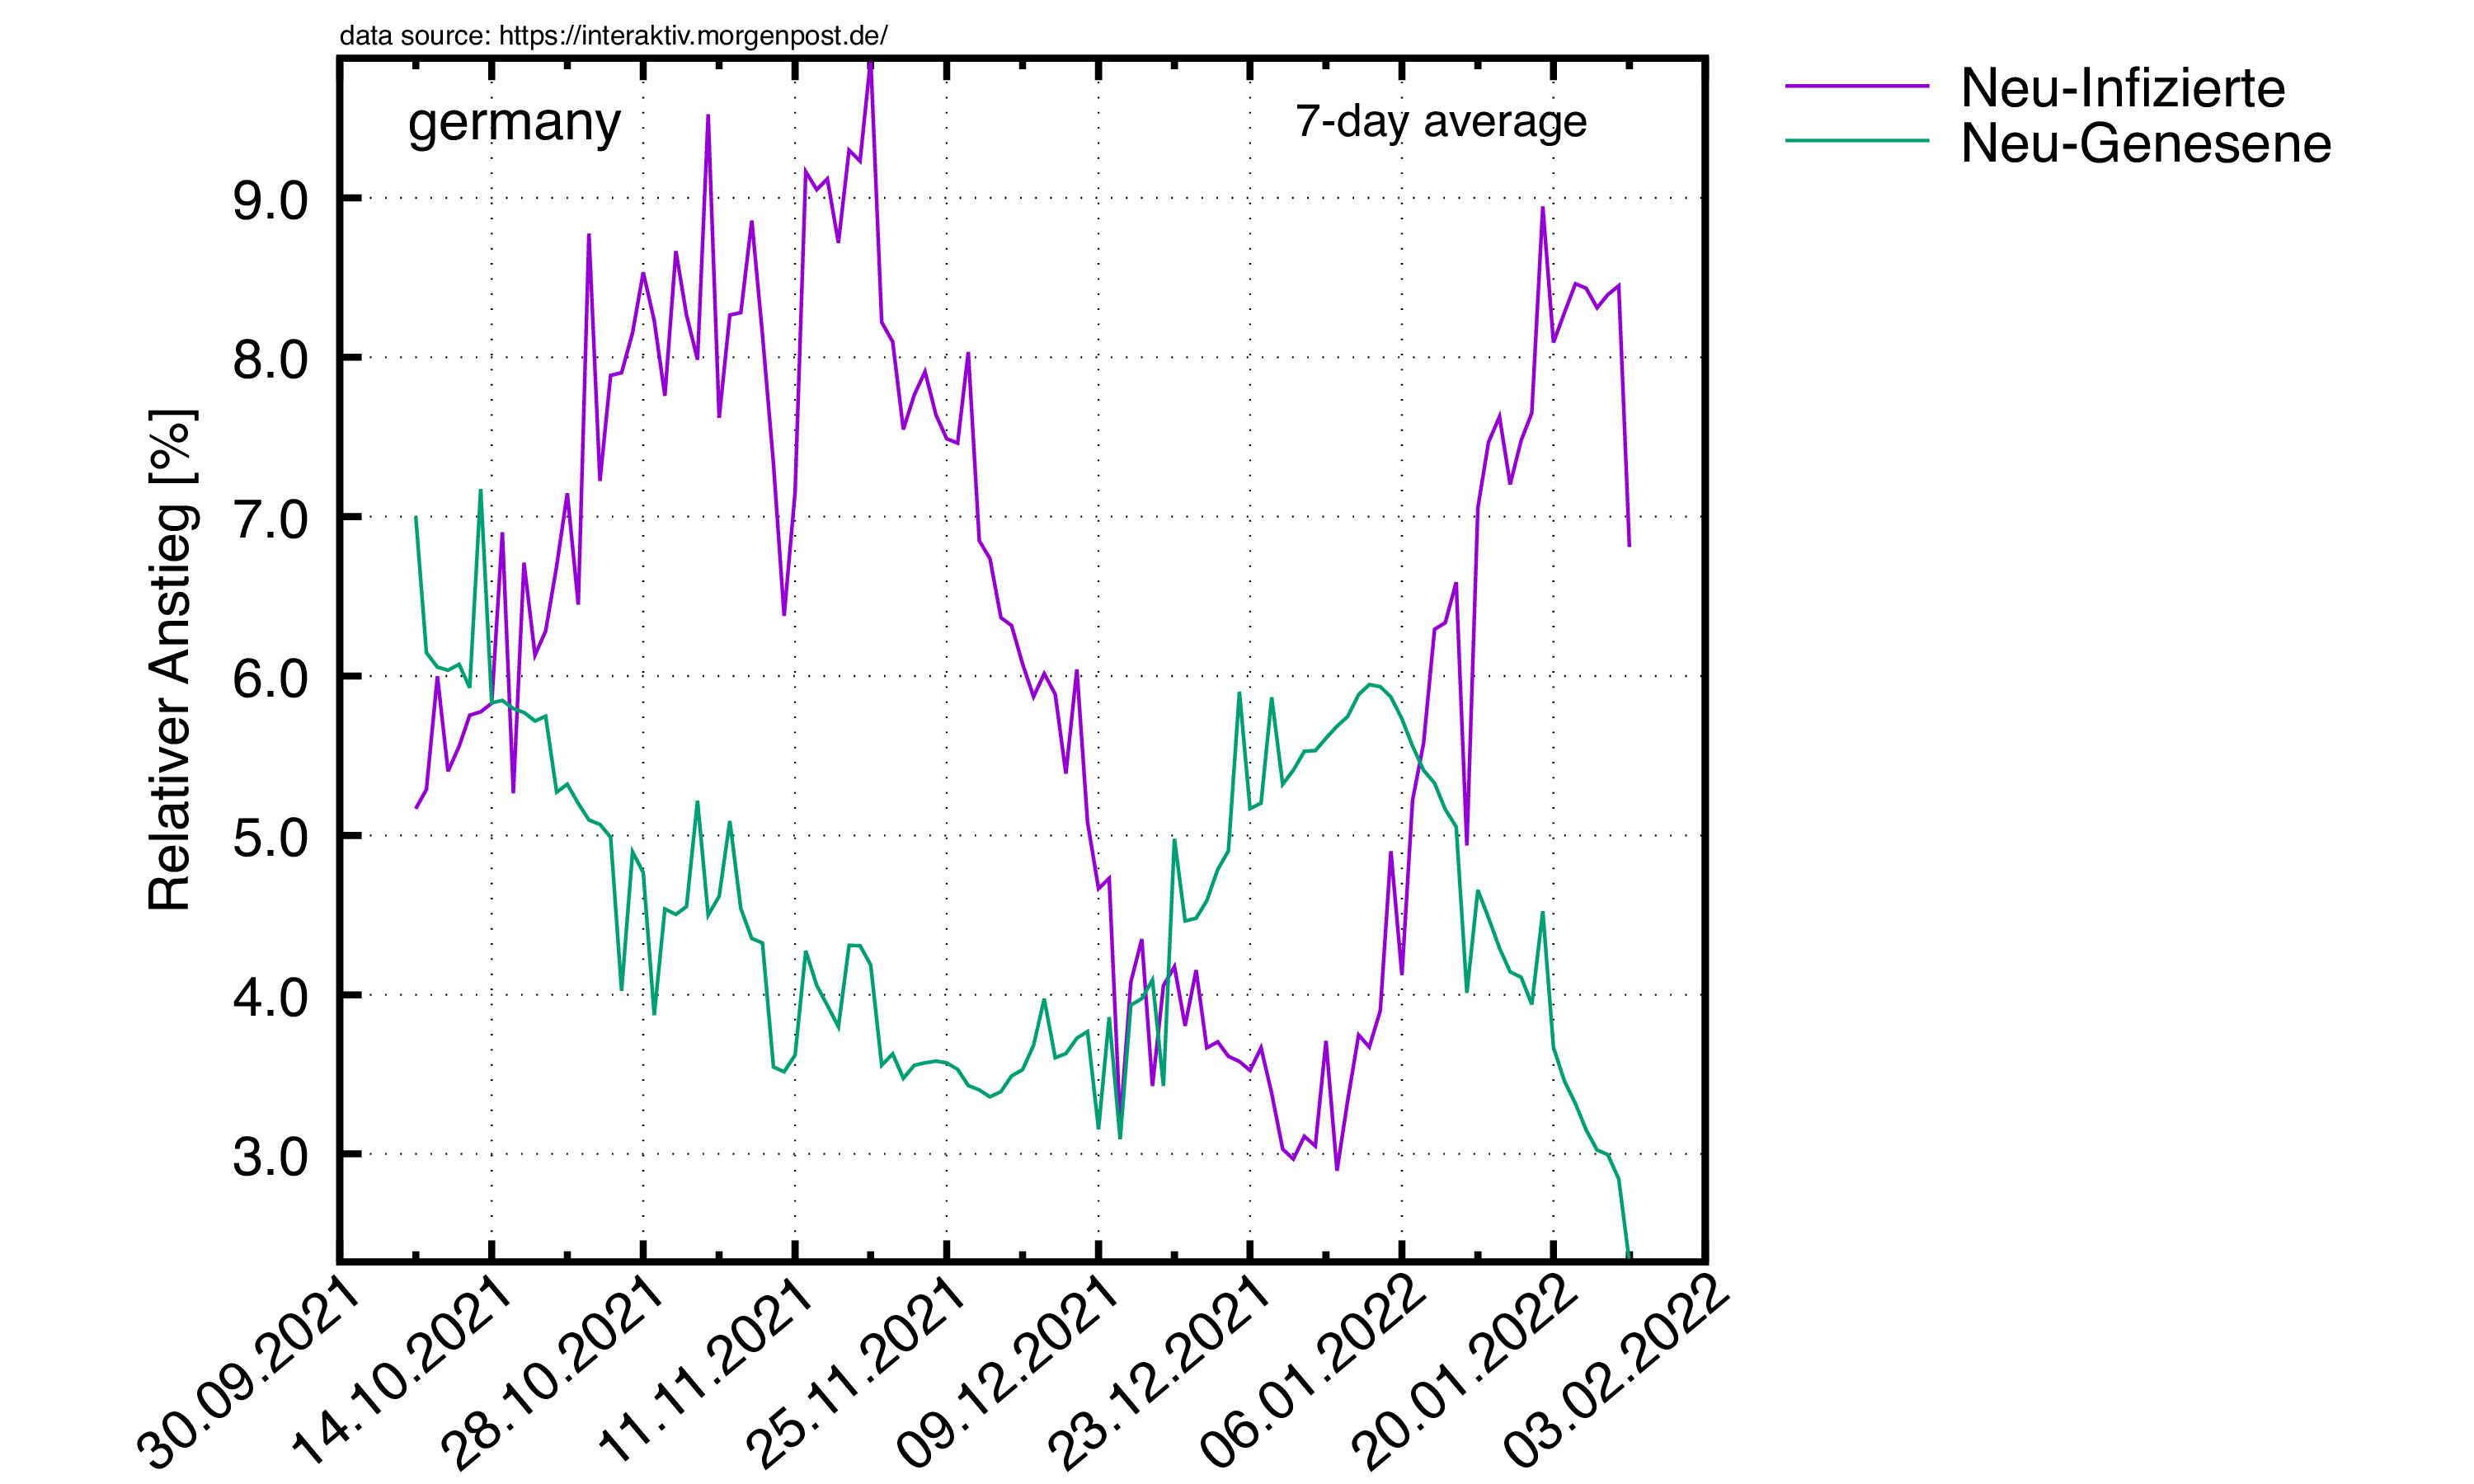 data source: https://interaktiv.morgenpost.de/
germany
7-day average
Neu-Infizierte
Neu-Genesene
Relativer Anstieg [%]
9.0
8.0
7.0
6.0
5.0
4.0
3.0
30.09.2021
14.10.2021
28.10.2021
11.11.2021
25.11.2021
09.12.2021
23.12.2021
06.01.2022
20.01.2022
03.02.2022